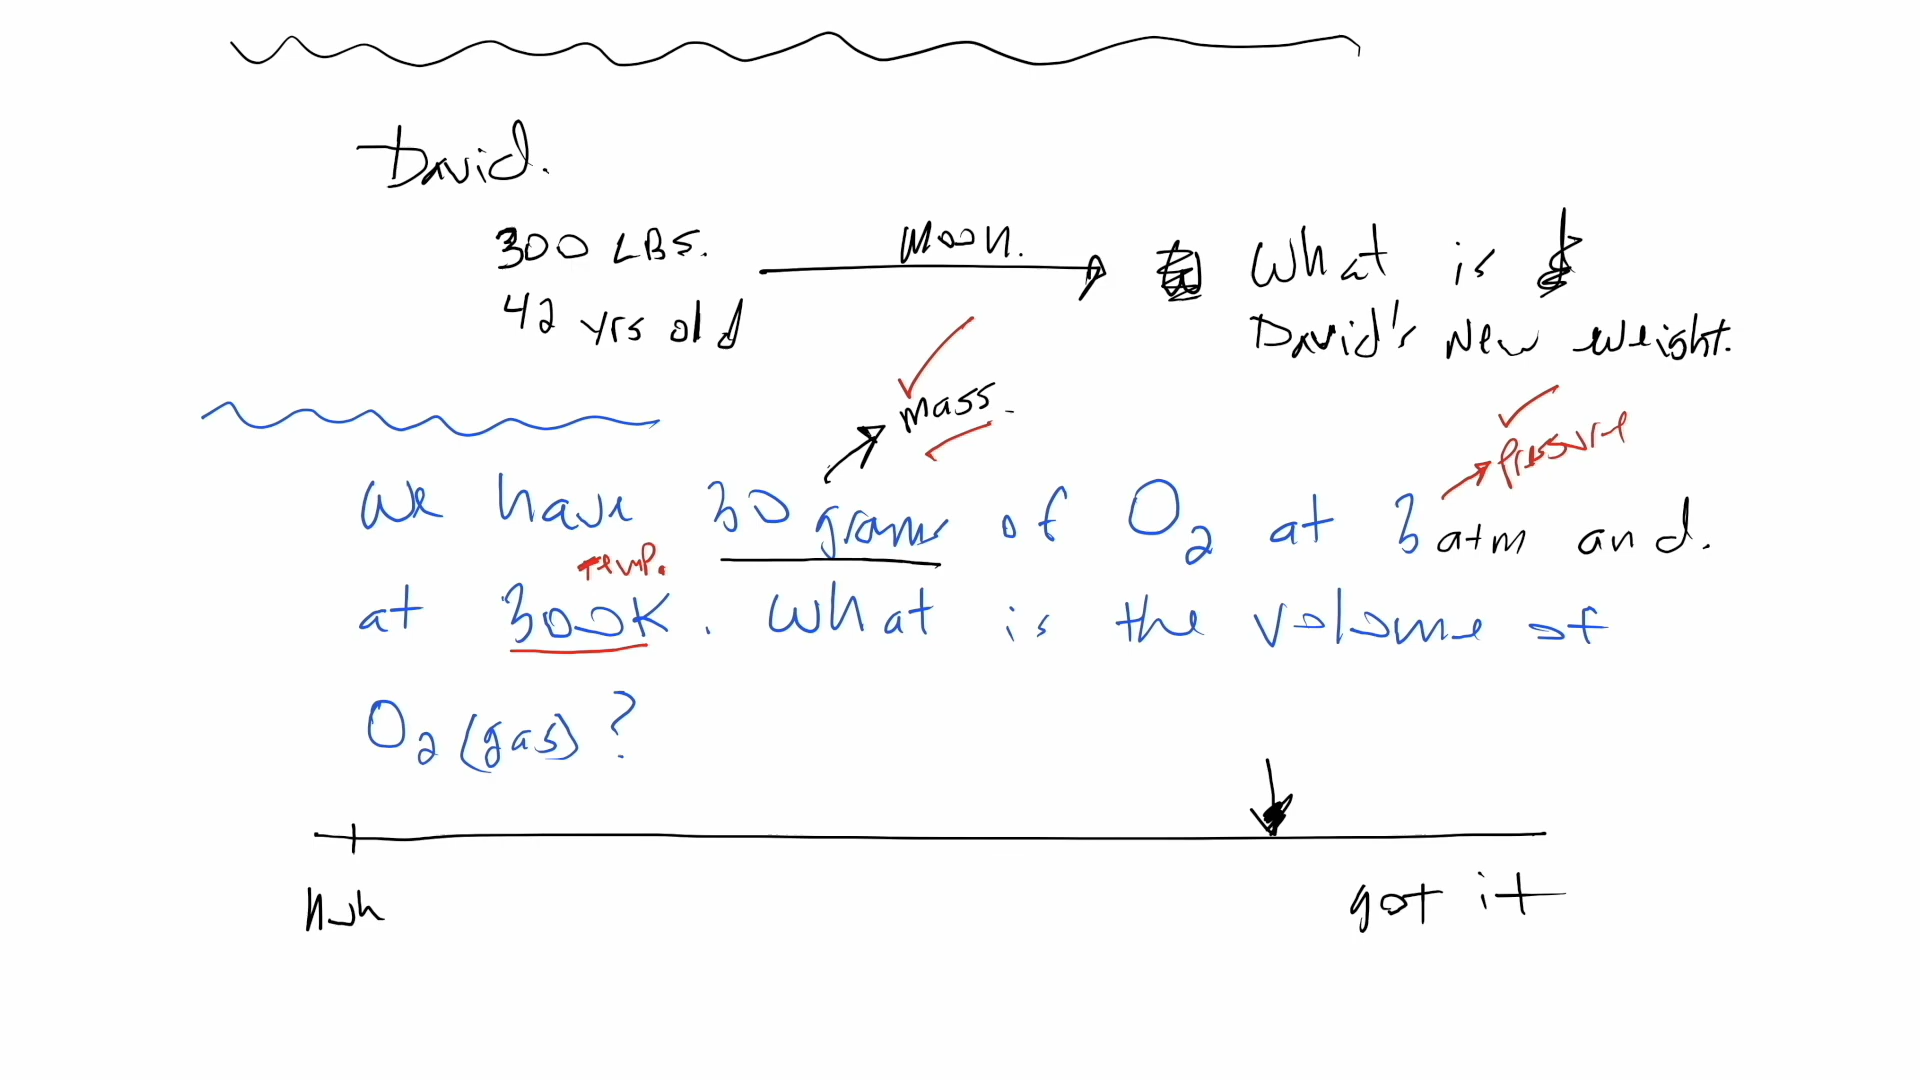 David.
300 LBS.
42 yrs old
Moon.
What is
David's New weight.
mass.
pressure
We have 30 grams of O2 at 3 atm and.
temp.
at 300K. What is the volume of
O2 (gas) ?
huh
got it